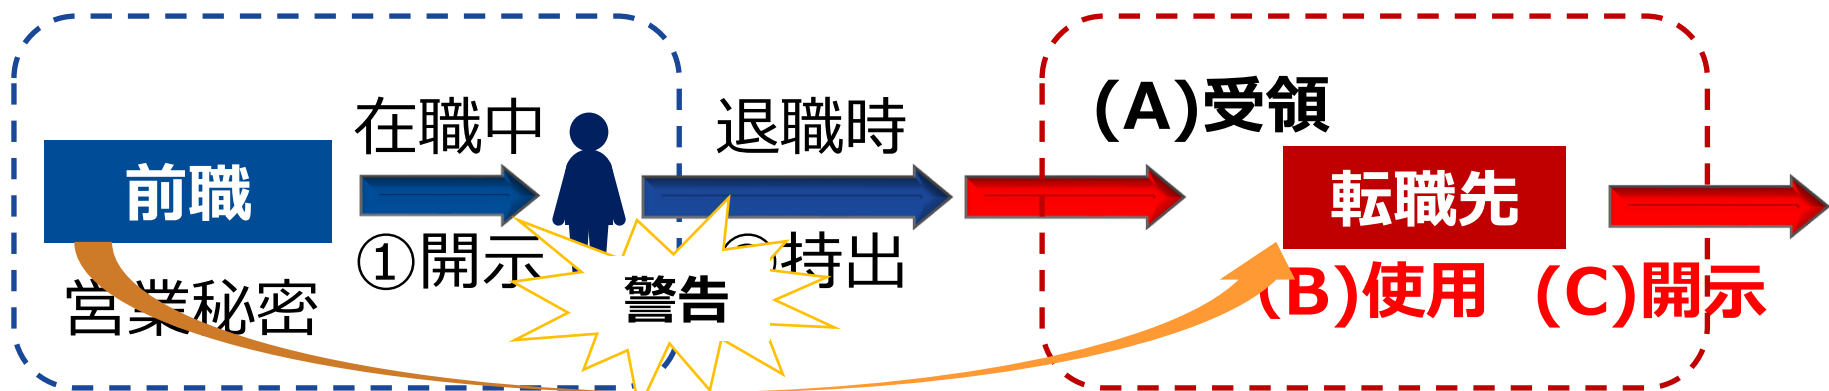 在職中
退職時
(A)受領
前職
転職先
①開示
持出
営業秘密
警告
(B)使用
(C)開示